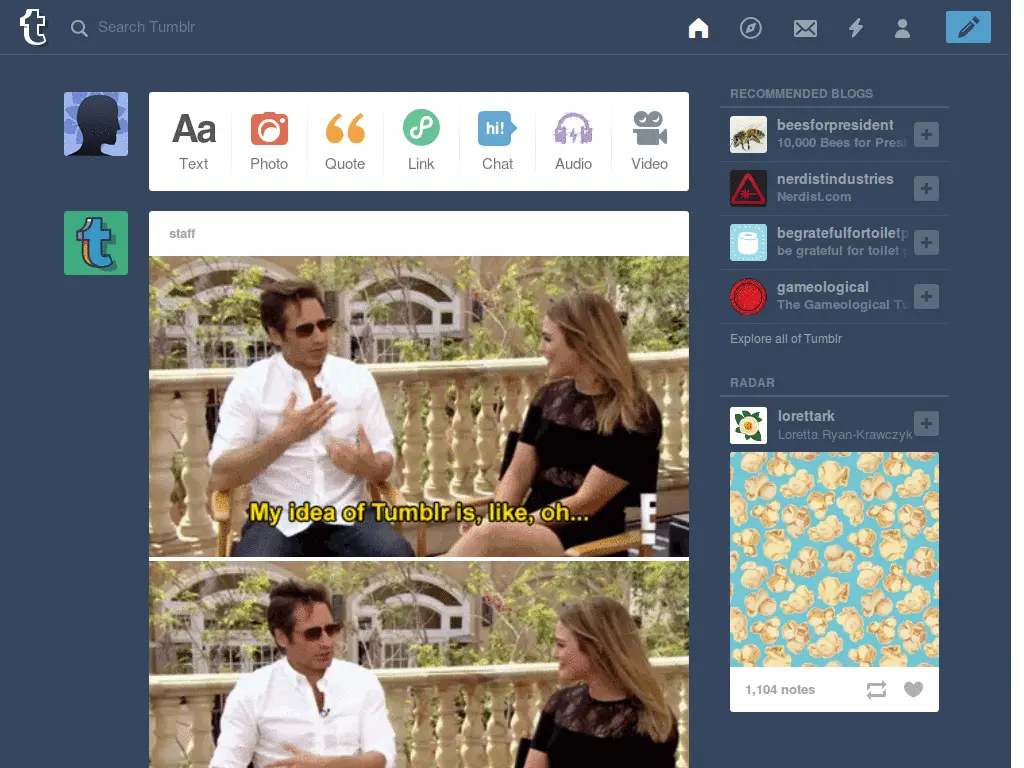 t
Search Tumblr
Aa
hi!
Text
Photo
Quote
Link
Chat
Audio
Video
t
staff
My idea of Tumblr is, like, oh...
E
RECOMMENDED BLOGS
beesforpresident
10,000 Bees for Presi
nerdistindustries
Nerdist.com
begratefulfortoiletp
be grateful for toilet
gameological
The Gameological Tu
Explore all of Tumblr
RADAR
lorettark
Loretta Ryan-Krawczyk
1,104 notes